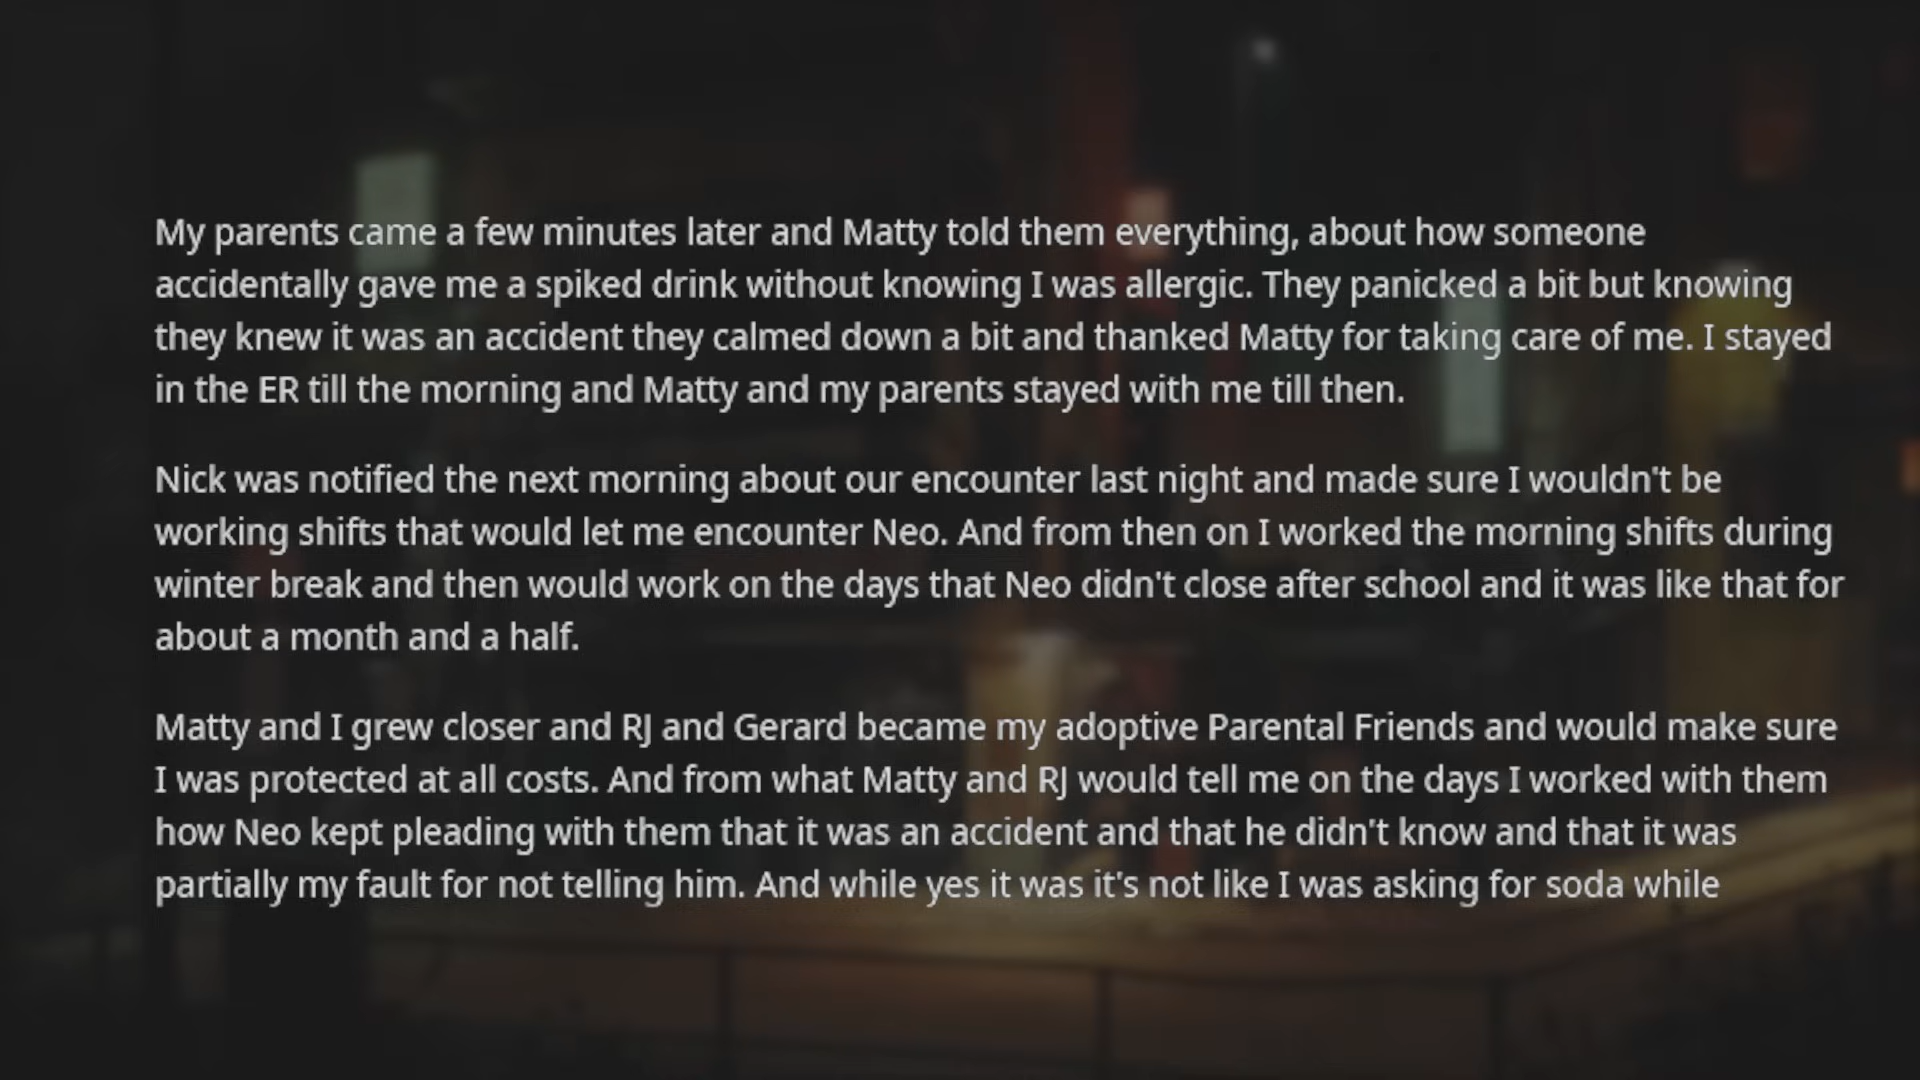 My parents came a few minutes later and Matty told them everything, about how someone
accidentally gave me a spiked drink without knowing I was allergic. They panicked a bit but knowing
they knew it was an accident they calmed down a bit and thanked Matty for taking care of me. I stayed
in the ER till the morning and Matty and my parents stayed with me till then.
Nick was notified the next morning about our encounter last night and made sure I wouldn't be
working shifts that would let me encounter Neo. And from then on I worked the morning shifts during
winter break and then would work on the days that Neo didn't close after school and it was like that for
about a month and a half.
Matty and I grew closer and RJ and Gerard became my adoptive Parental Friends and would make sure
I was protected at all costs. And from what Matty and RJ would tell me on the days I worked with them
how Neo kept pleading with them that it was an accident and that he didn't know and that it was
partially my fault for not telling him. And while yes it was it's not like I was asking for soda while